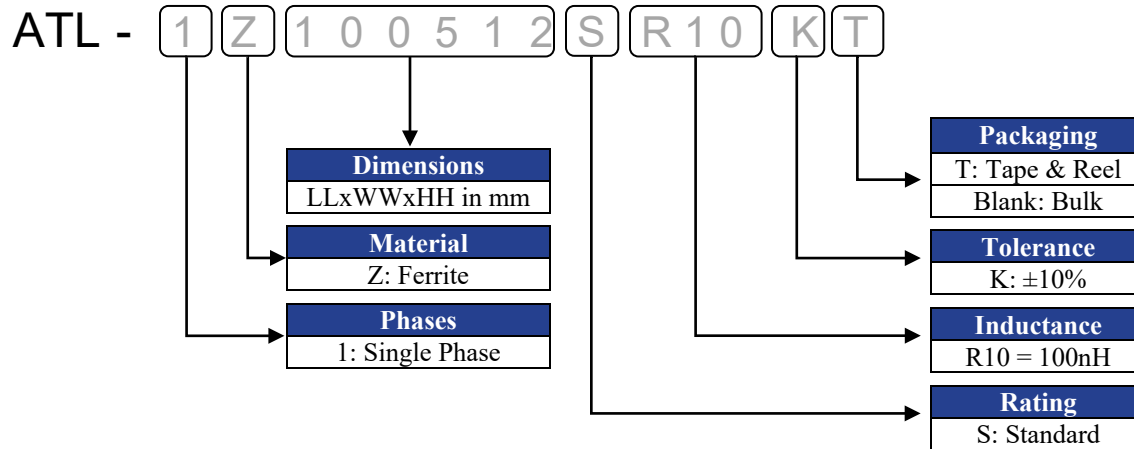 ATL - 1 Z 1 0 0 5 1 2 S R 1 0 K T
Dimensions
LLxWWxHH in mm
Material
Z: Ferrite
Phases
1: Single Phase
Packaging
T: Tape & Reel
Blank: Bulk
Tolerance
K: ±10%
Inductance
R10 = 100nH
Rating
S: Standard